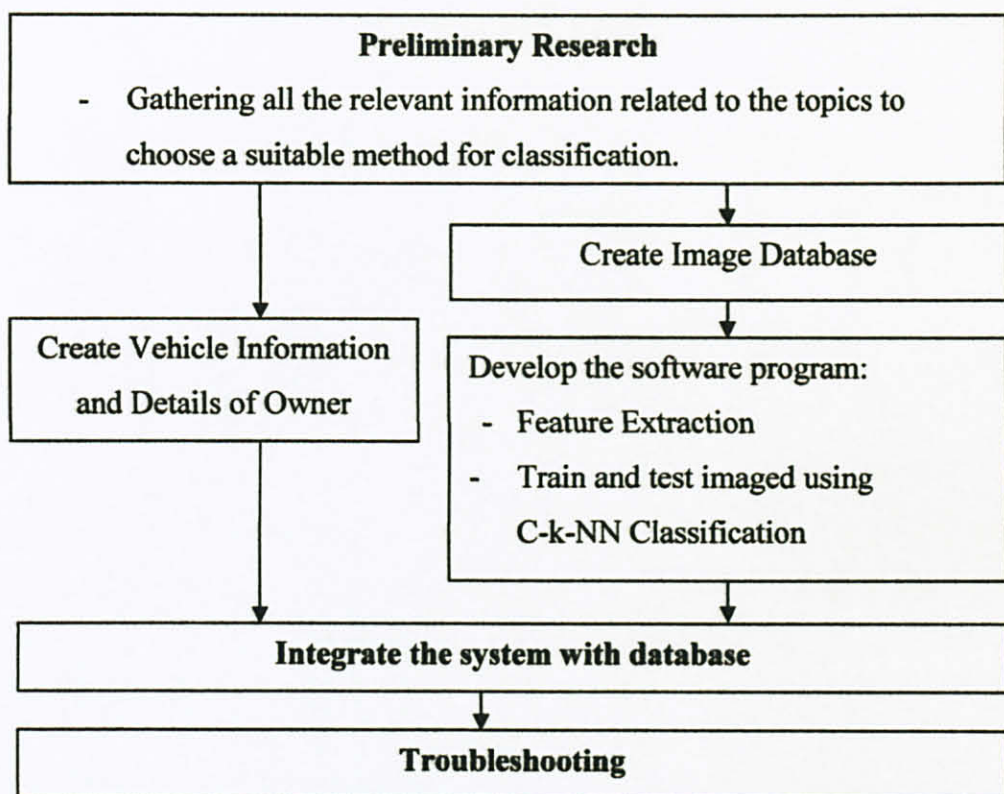 Preliminary Research
- Gathering all the relevant information related to the topics to
choose a suitable method for classification.
Create Image Database
Create Vehicle Information
and Details of Owner
Develop the software program:
- Feature Extraction
- Train and test imaged using
C-k-NN Classification
Integrate the system with database
Troubleshooting